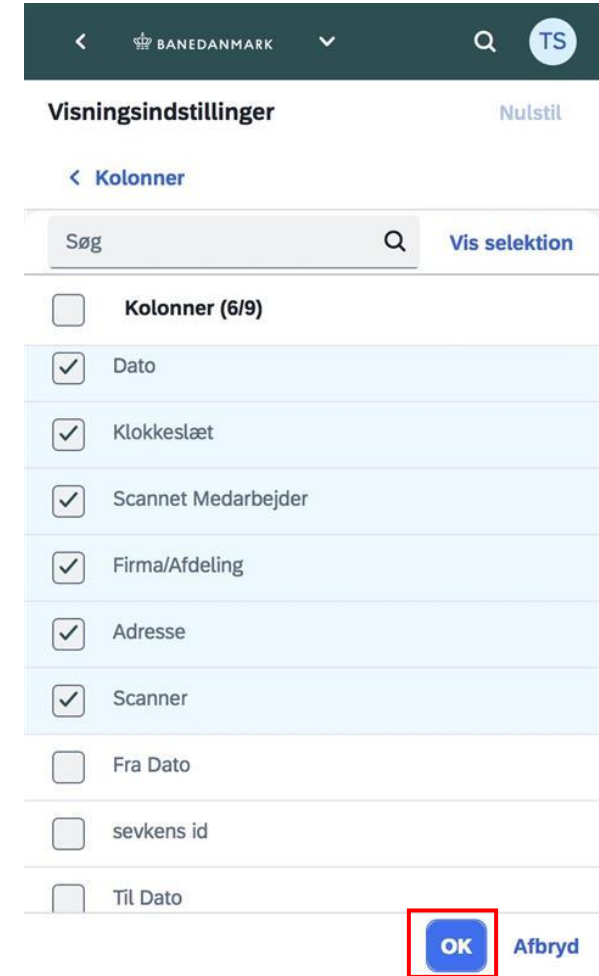 BANEDANMARK TS
Visningsindstillinger Nulstil
Kolonner
Søg Vis selektion
Kolonner (6/9)
Dato
Klokkeslæt
Scannet Medarbejder
Firma/Afdeling
Adresse
Scanner
Fra Dato
sevkens id
Til Dato
OK Afbryd